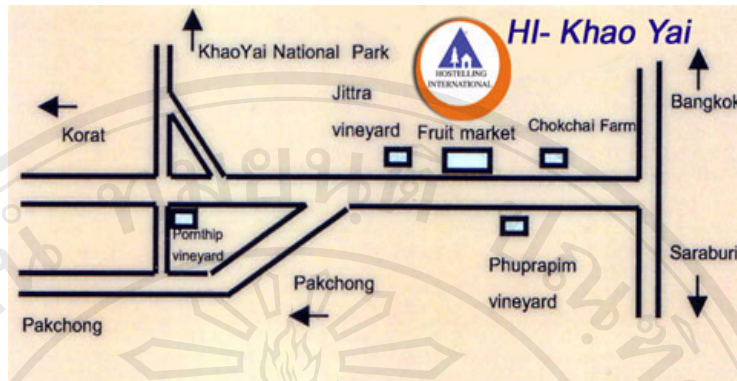 HI- Khao Yai
KhaoYai National Park
HOSTELLING
INTERNATIONAL
Jittra
vineyard
Fruit market
Chokchai Farm
Bangkok
Korat
Pornthip
vineyard
Phuprapim
vineyard
Saraburi
Pakchong
Pakchong